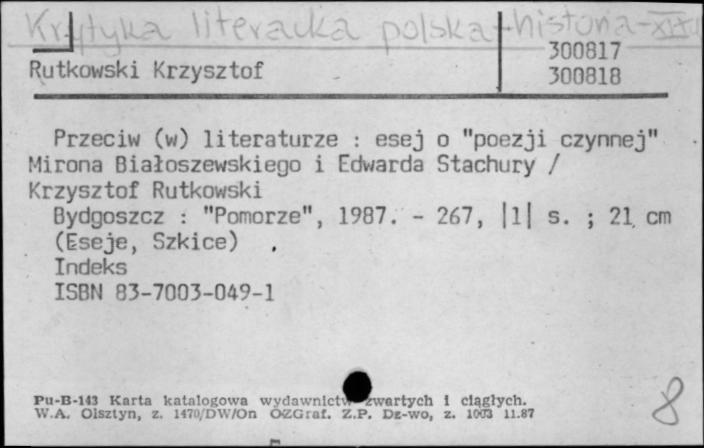 Krytyka literacka polska-historia-XX w
300817
Rutkowski Krzysztof 300818
Przeciw (w) literaturze : esej o "poezji czynnej"
Mirona Białoszewskiego i Edwarda Stachury /
Krzysztof Rutkowski
Bydgoszcz : "Pomorze", 1987. - 267, |1| s. ; 21 cm
(Eseje, Szkice)
Indeks
ISBN 83-7003-049-1
Pu-B-143 Karta katalogowa wydawnictw zwartych i ciągłych.
W.A. Olsztyn, z. 1470/DW/On OZGraf. Z.P. Dz-wo, z. 1003 11.87
8